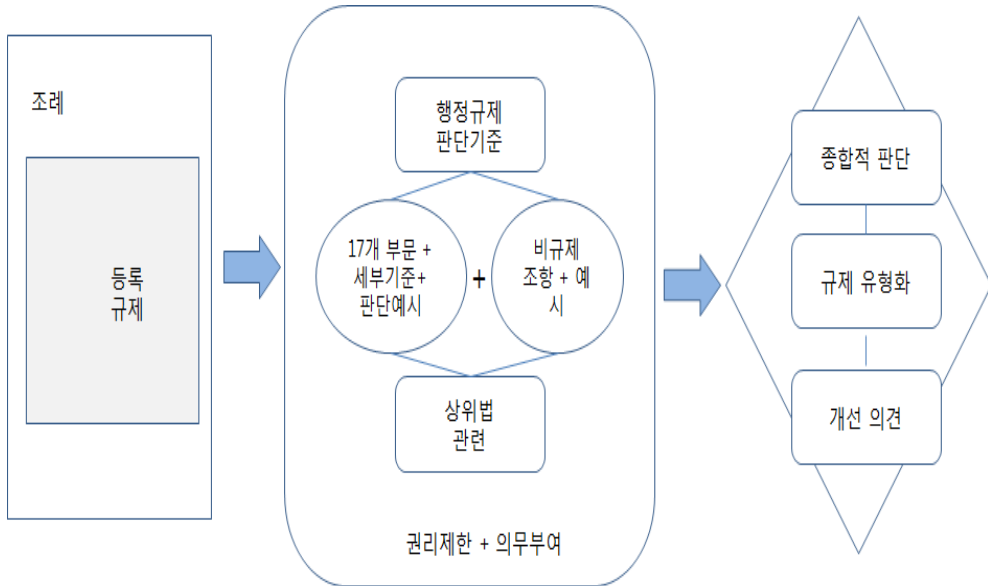 조례
등록
규제
행정규제
판단기준
17개 부문 +
세부기준+
판단예시
+
비규제
조항 + 예
시
상위법
관련
권리제한 + 의무부여
종합적 판단
규제 유형화
개선 의견